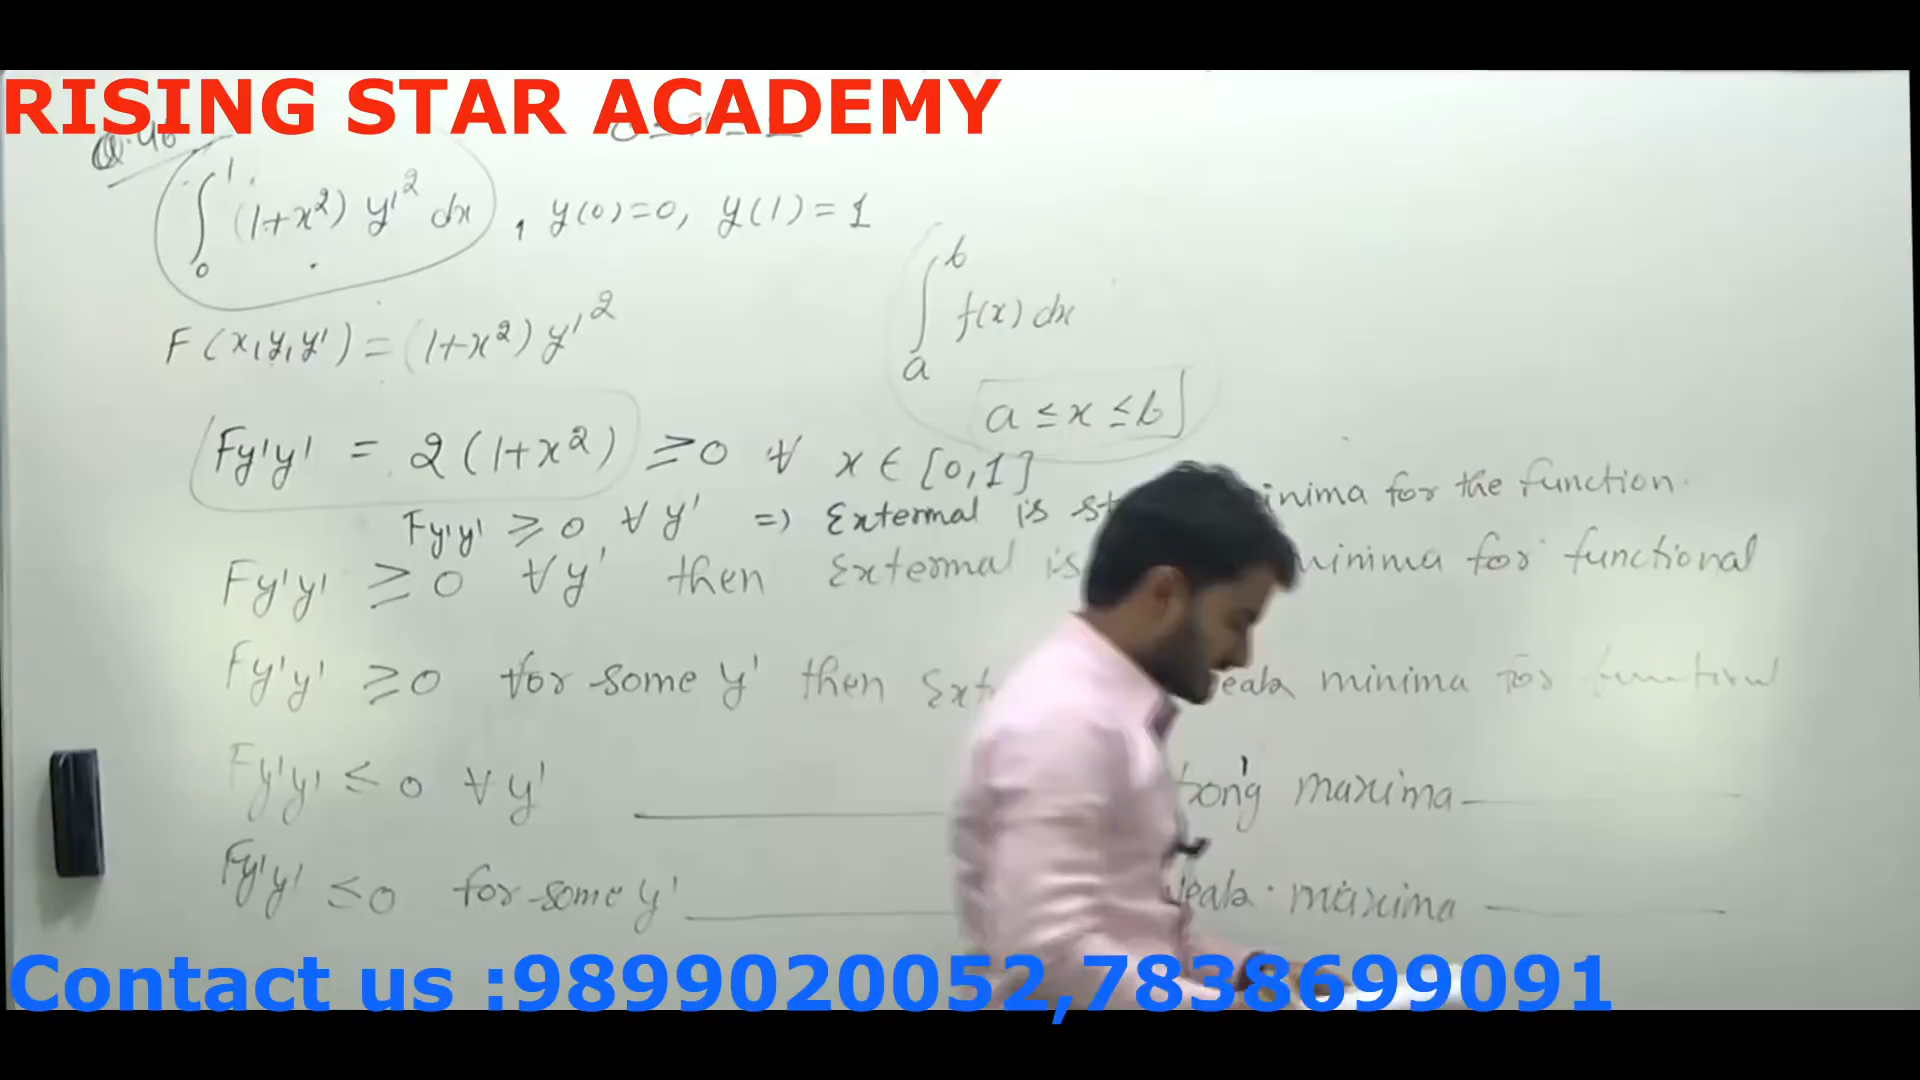 RISING STAR ACADEMY
Q.46
∫₀¹ (1+x²) y'² dx , y(0)=0, y(1)=1
F(x,y,y') = (1+x²) y'²
∫ₐᵇ f(x) dx
a ≤ x ≤ b
Fy'y' = 2(1+x²) ≥ 0 ∀ x ∈ [0,1]
Fy'y' ≥ 0 ∀ y' => Extermal is for the function.
Fy'y' ≥ 0 ∀ y' then Extermal is minima for functional
Fy'y' ≥ 0 for some y' then minima for functional
Fy'y' ≤ 0 ∀ y' maxima
Fy'y' ≤ 0 for some y' maxima
Contact us :9899020052,7838699091